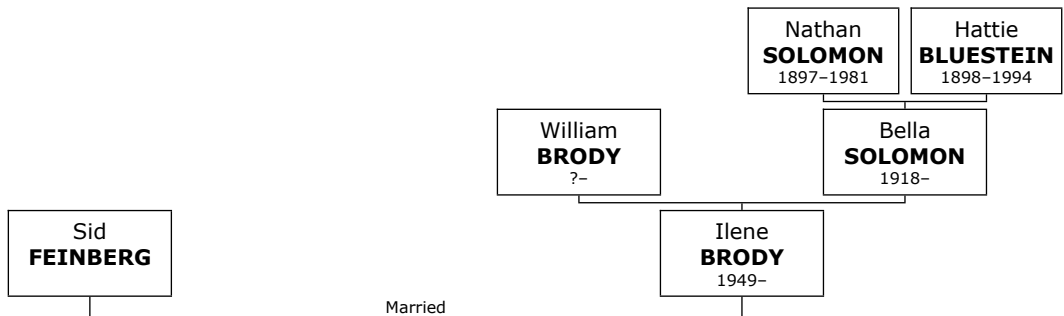 Nathan
SOLOMON
1897–1981
Hattie
BLUESTEIN
1898–1994
William
BRODY
?–
Bella
SOLOMON
1918–
Sid
FEINBERG
Ilene
BRODY
1949–
Married